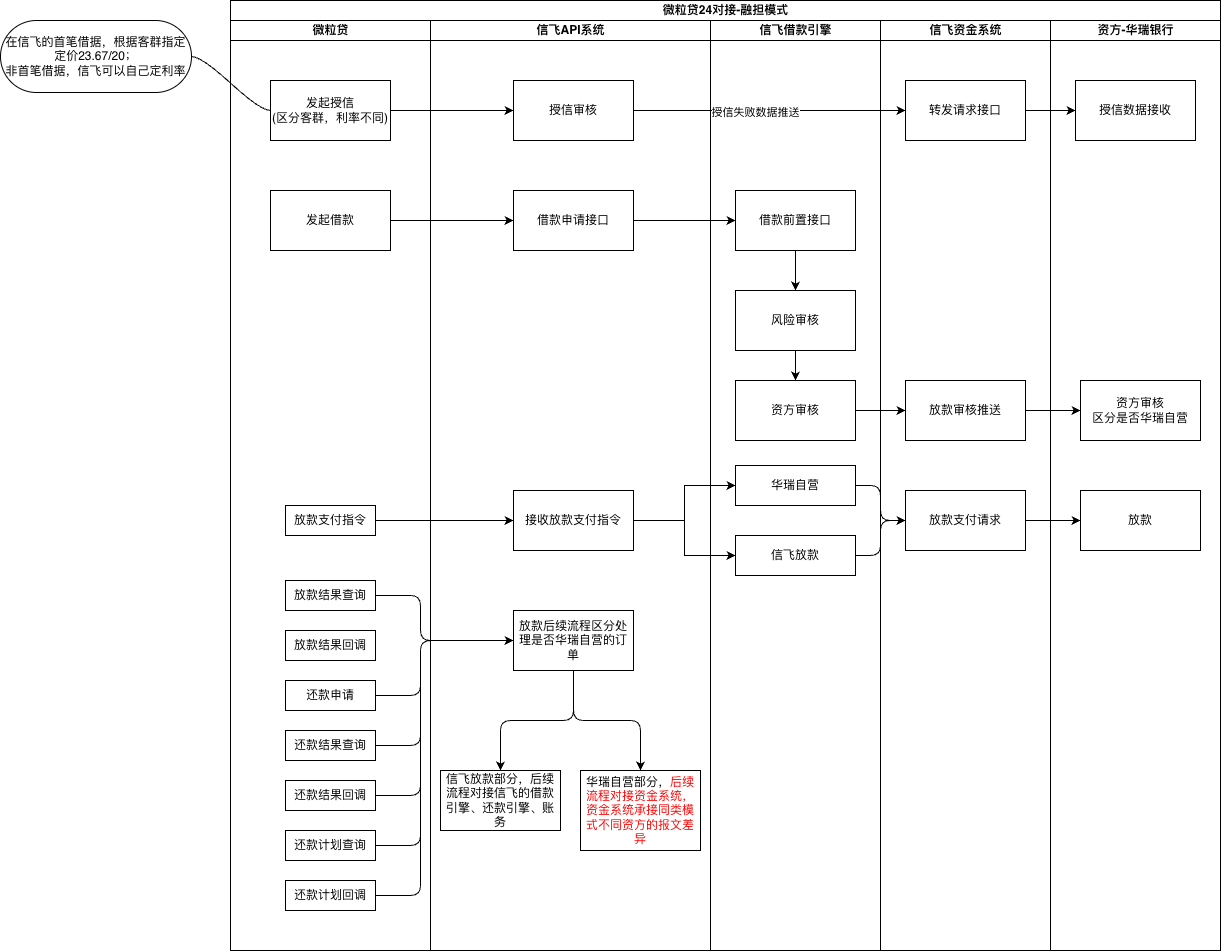 微粒贷24对接-融担模式
微粒贷
信飞API系统
信飞借款引擎
信飞资金系统
资方-华瑞银行
在信飞的首笔借据，根据客群指定
定价23.67/20；
非首笔借据，信飞可以自己定利率
发起授信
(区分客群，利率不同)
授信审核
授信失败数据推送
转发请求接口
授信数据接收
发起借款
借款申请接口
借款前置接口
风险审核
资方审核
放款审核推送
资方审核
区分是否华瑞自营
华瑞自营
放款支付指令
接收放款支付指令
放款支付请求
放款
信飞放款
放款结果查询
放款结果回调
还款申请
还款结果查询
还款结果回调
还款计划查询
还款计划回调
放款后续流程区分处
理是否华瑞自营的订
单
信飞放款部分，后续
流程对接信飞的借款
引擎、还款引擎、账
务
华瑞自营部分，后续
流程对接资金系统，
资金系统承接同类模
式不同资方的报文差
异